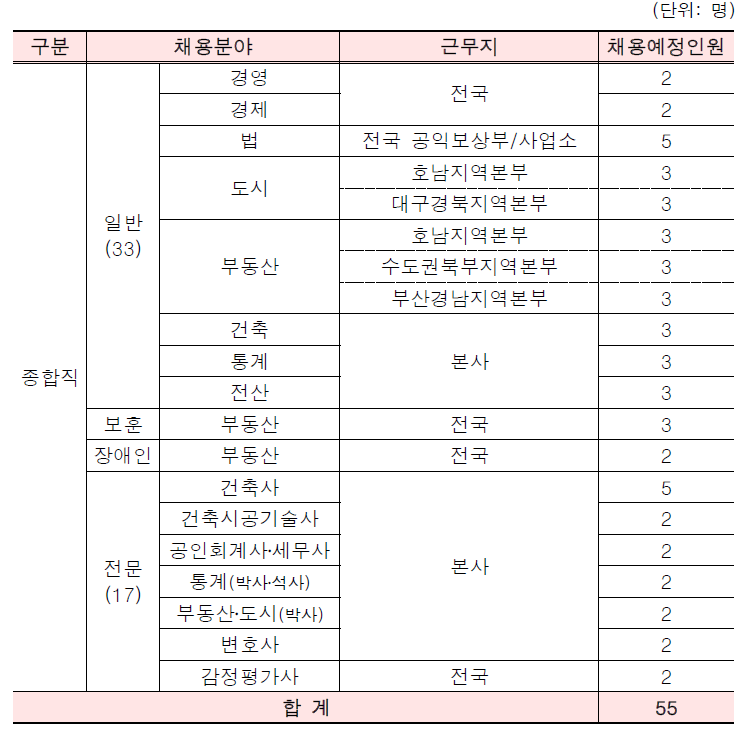 (단위: 명)
구분 채용분야 근무지 채용예정인원
종합직 일반 (33) 경영 전국 2
경제 2
법 전국 공익보상부/사업소 5
도시 호남지역본부 3
대구경북지역본부 3
부동산 호남지역본부 3
수도권북부지역본부 3
부산경남지역본부 3
건축 본사 3
통계 3
전산 3
보훈 부동산 전국 3
장애인 부동산 전국 2
전문 (17) 건축사 본사 5
건축시공기술사 2
공인회계사·세무사 2
통계(박사·석사) 2
부동산·도시(박사) 2
변호사 2
감정평가사 전국 2
합 계 55